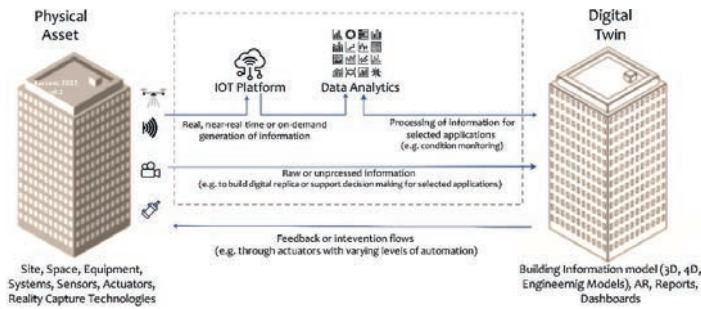 Physical
Asset
Digital
Twin
IOT Platform
Data Analytics
Real, near-real time or on-demand
generation of information
Processing of information for
selected applications
(e.g. condition monitoring)
Raw or unprcessed information
(e.g. to build digital replica or support decision making for selected applications)
Feedback or intevention flows
(e.g. through actuators with varying levels of automation)
Site, Space, Equipment,
Systems, Sensors, Actuators,
Reality Capture Technologies
Building Information model (3D, 4D,
Engineernig Models), AR, Reports,
Dashboards